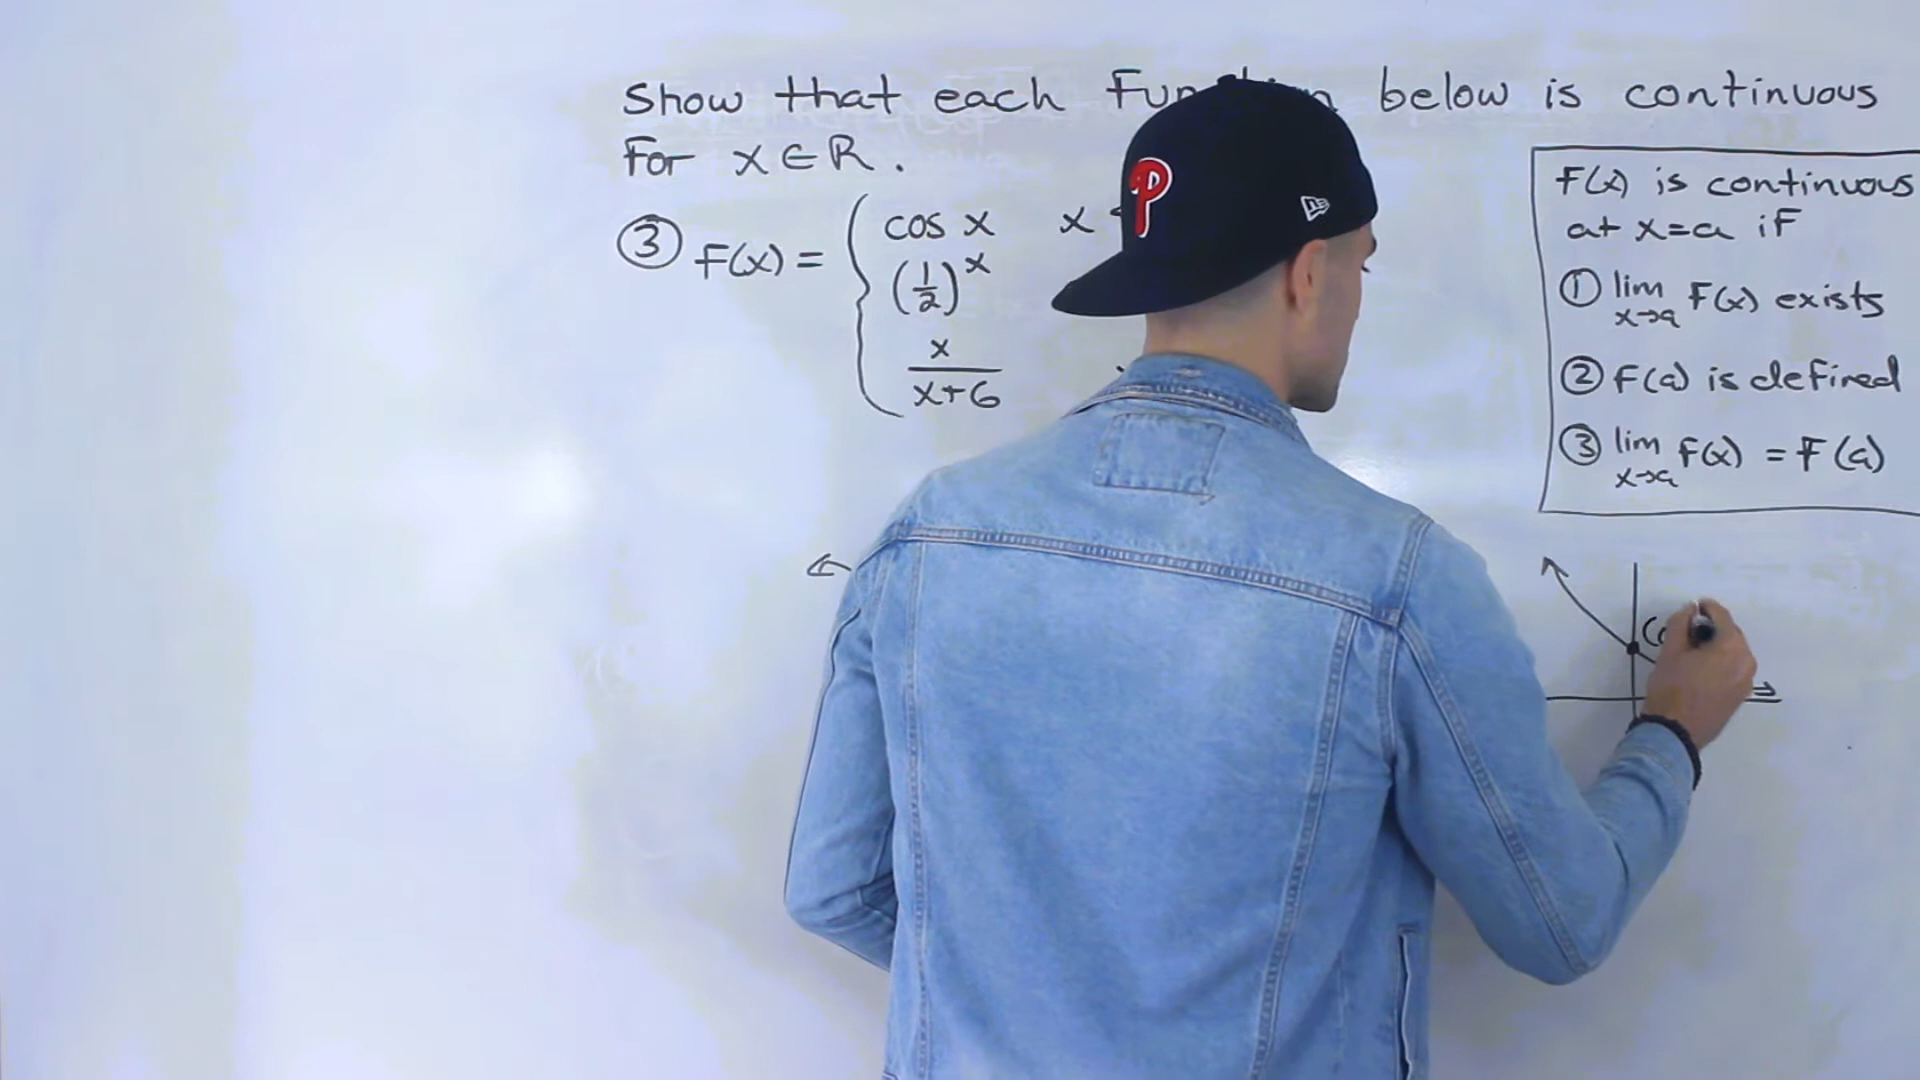 Show that each below is continuous
for x ∈ R.
③ F(x) = { cos x x
(1/2)^x
x/(x+6)
F(x) is continuous
at x=a if
① lim x→a F(x) exists
② F(a) is defined
③ lim x→a F(x) = F(a)
P